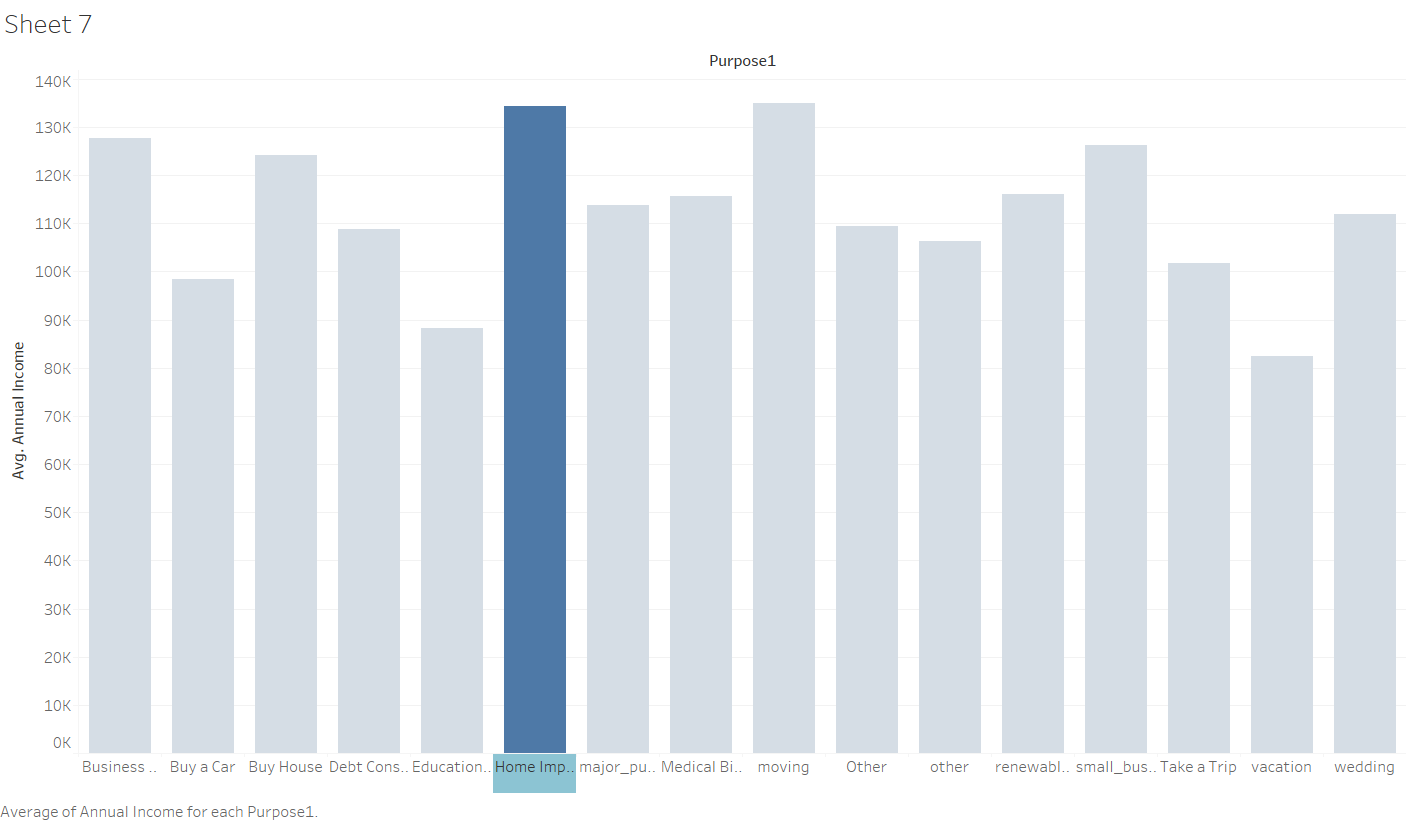 Sheet 7
Purpose1
140K
130K
120K
110K
100K
90K
80K
70K
60K
50K
40K
30K
20K
10K
0K
Avg. Annual Income
Business .. Buy a Car Buy House Debt Cons.. Education.. Home Imp.. major_pu.. Medical Bi.. moving Other other renewabl.. small_bus.. Take a Trip vacation wedding
Average of Annual Income for each Purpose1.